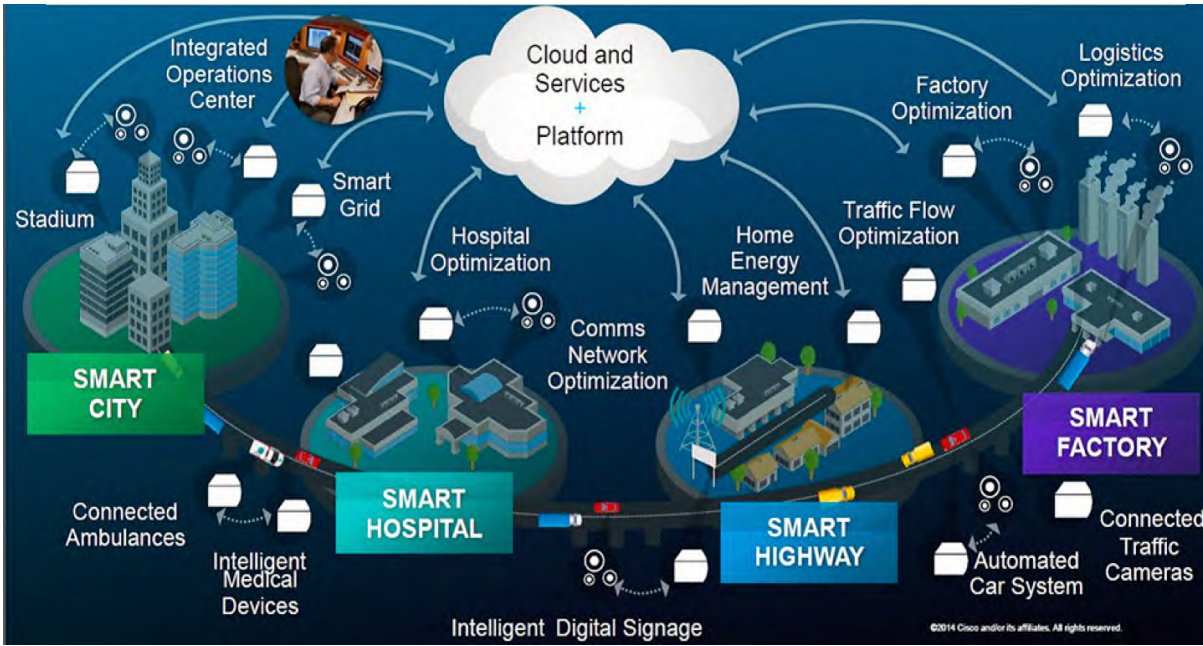 Integrated
Operations
Center
Cloud and
Services
+
Platform
Logistics
Optimization
Factory
Optimization
Stadium
Smart
Grid
Hospital
Optimization
Home
Energy
Management
Traffic Flow
Optimization
Comms
Network
Optimization
SMART
CITY
SMART
HOSPITAL
SMART
HIGHWAY
SMART
FACTORY
Connected
Ambulances
Intelligent
Medical
Devices
Intelligent Digital Signage
Automated
Car System
Connected
Traffic
Cameras
©2014 Cisco and/or its affiliates. All rights reserved.